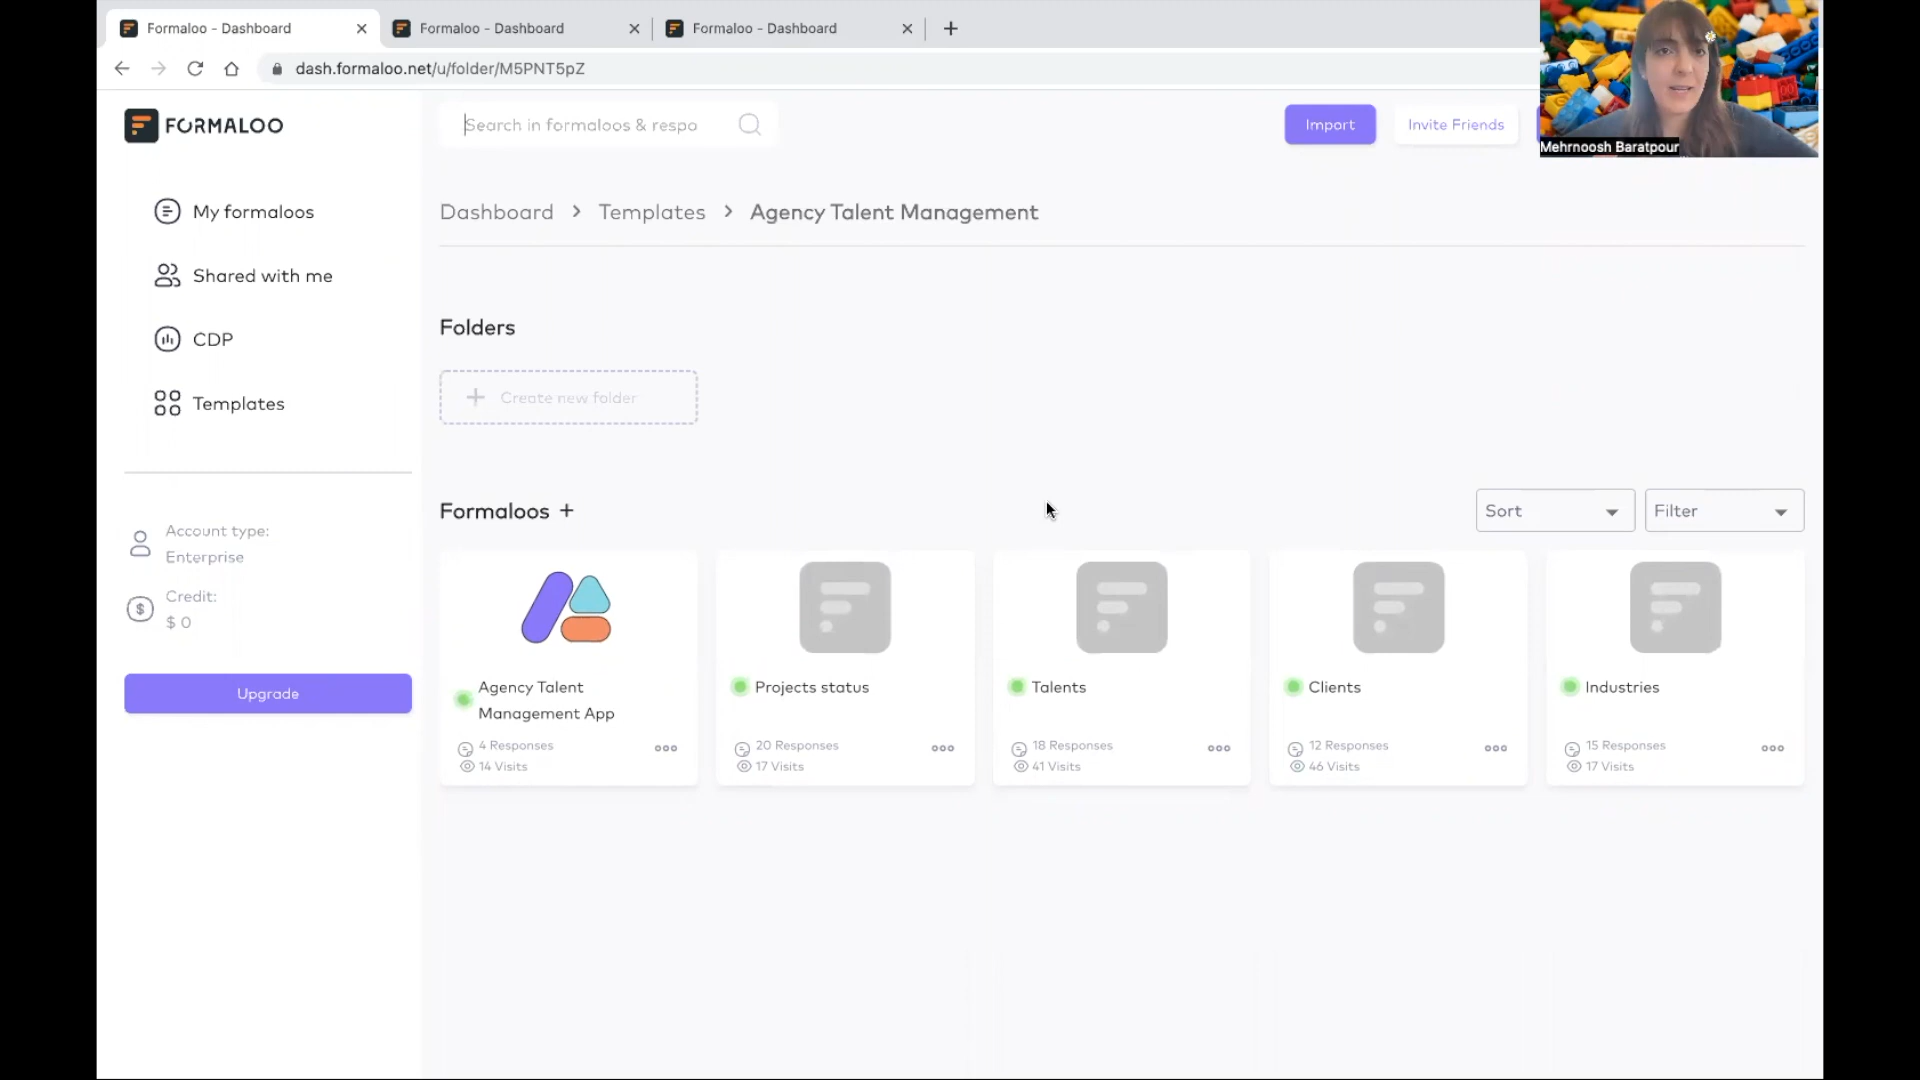 Formaloo - Dashboard
Formaloo - Dashboard
Formaloo - Dashboard
dash.formaloo.net/u/folder/M5PNT5pZ
FORMALOO
Search in formaloos & respo
Import
Invite Friends
Mehrnoosh Baratpour
My formaloos
Shared with me
CDP
Templates
Account type:
Enterprise
Credit:
$ 0
Upgrade
Dashboard > Templates > Agency Talent Management
Folders
+ Create new folder
Formaloos +
Sort
Filter
Agency Talent
Management App
4 Responses
14 Visits
Projects status
20 Responses
17 Visits
Talents
18 Responses
41 Visits
Clients
12 Responses
46 Visits
Industries
15 Responses
17 Visits